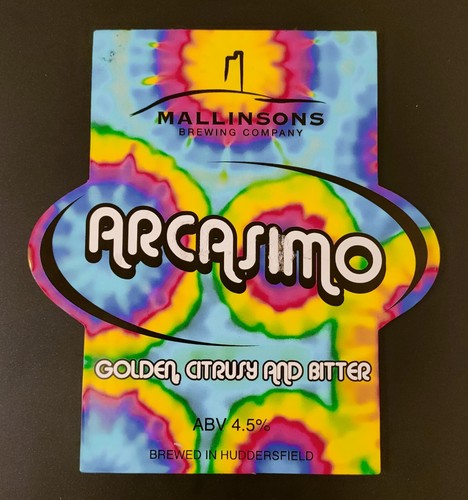 MALLINSONS
BREWING COMPANY
ARCASIMO
GOLDEN, CITRUSY AND BITTER
ABV 4.5%
BREWED IN HUDDERSFIELD